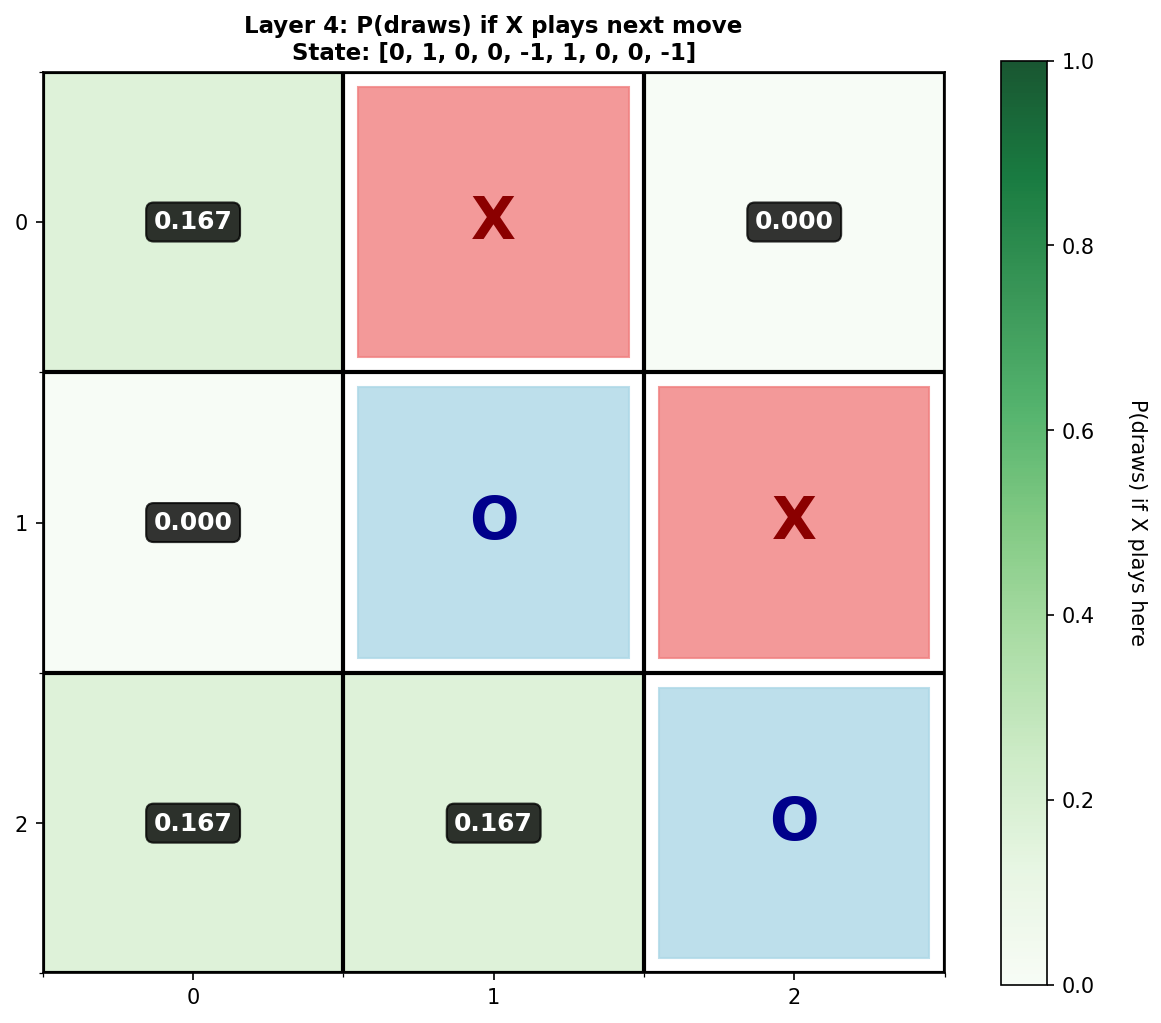 Layer 4: P(draws) if X plays next move
State: [0, 1, 0, 0, -1, 1, 0, 0, -1]
0.167
X
0.000
0.000
O
X
0.167
0.167
O
0
1
2
0
1
2
1.0
0.8
0.6
0.4
0.2
0.0
P(draws) if X plays here